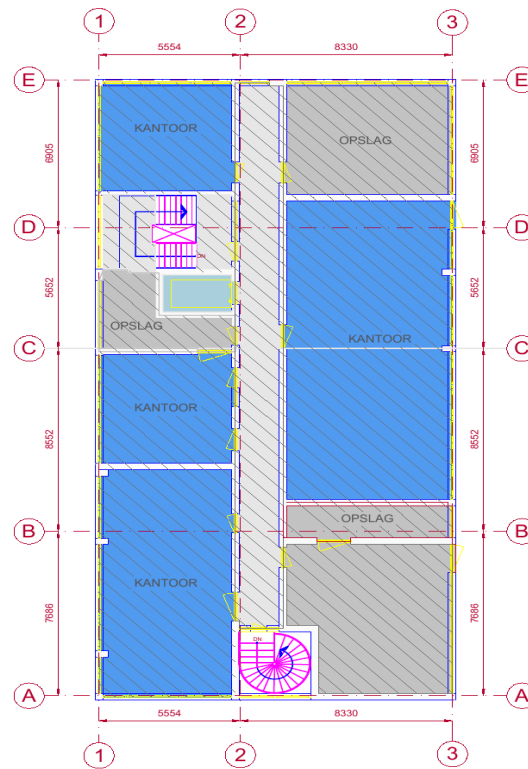 1 2 3
5554 8330
E E
KANTOOR
OPSLAG
6905 6905
D D
DN
5652 5652
OPSLAG
KANTOOR
C C
KANTOOR
8552 8552
OPSLAG
B B
KANTOOR
7686 7686
DN
A A
5554 8330
1 2 3